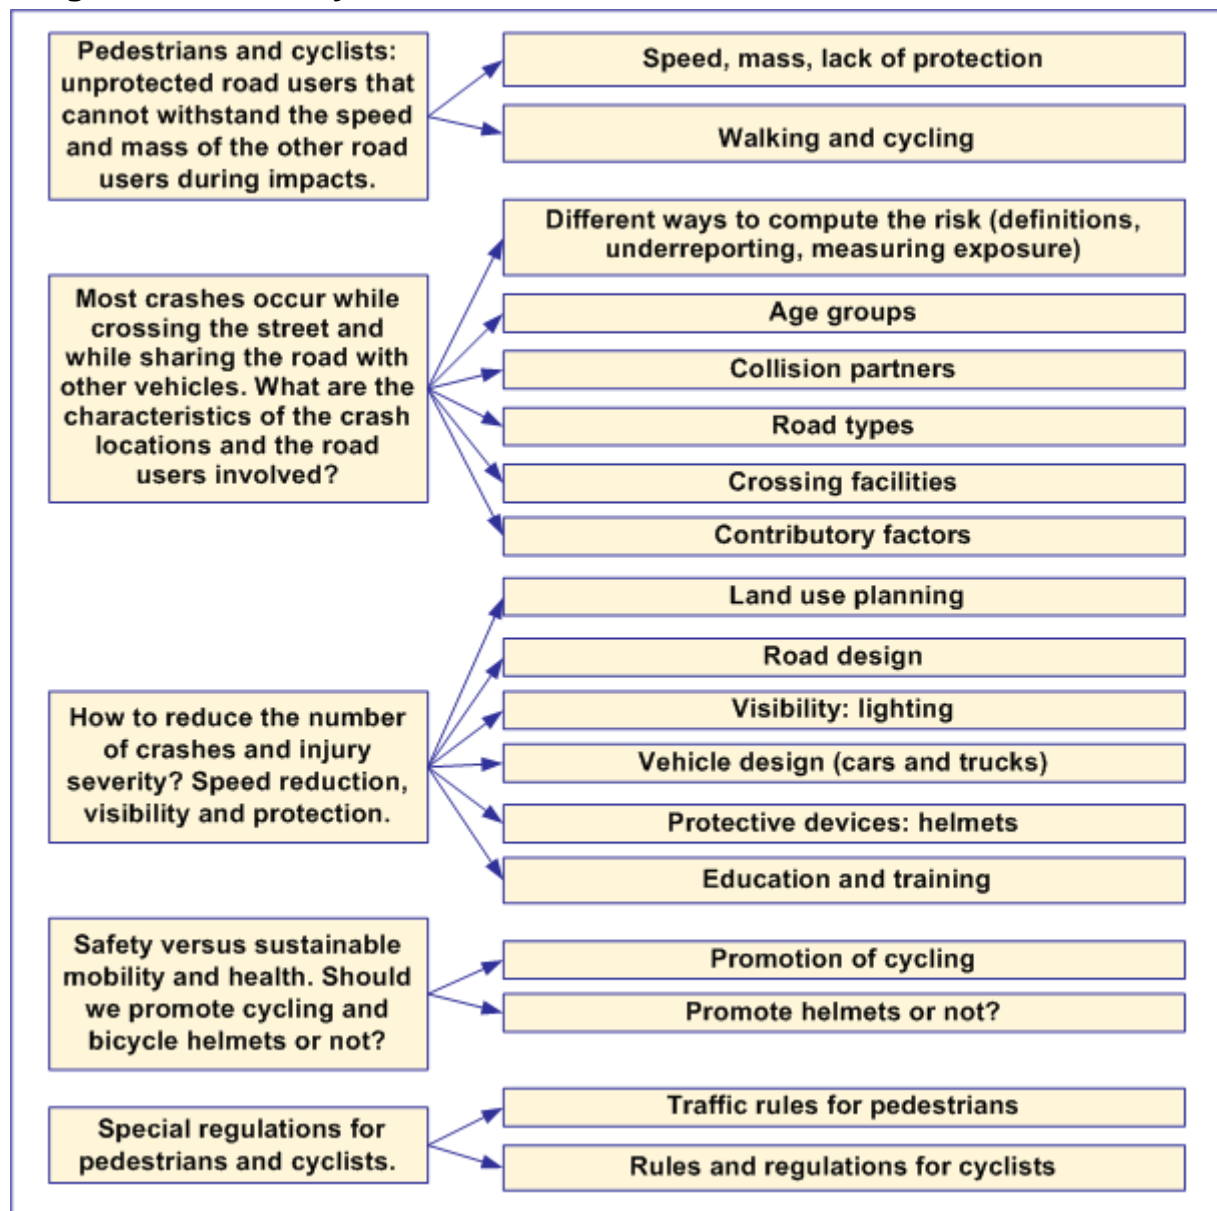 Pedestrians and cyclists:
unprotected road users that
cannot withstand the speed
and mass of the other road
users during impacts.
Speed, mass, lack of protection
Walking and cycling
Most crashes occur while
crossing the street and
while sharing the road with
other vehicles. What are the
characteristics of the crash
locations and the road
users involved?
Different ways to compute the risk (definitions,
underreporting, measuring exposure)
Age groups
Collision partners
Road types
Crossing facilities
Contributory factors
How to reduce the number
of crashes and injury
severity? Speed reduction,
visibility and protection.
Land use planning
Road design
Visibility: lighting
Vehicle design (cars and trucks)
Protective devices: helmets
Education and training
Safety versus sustainable
mobility and health. Should
we promote cycling and
bicycle helmets or not?
Promotion of cycling
Promote helmets or not?
Special regulations for
pedestrians and cyclists.
Traffic rules for pedestrians
Rules and regulations for cyclists